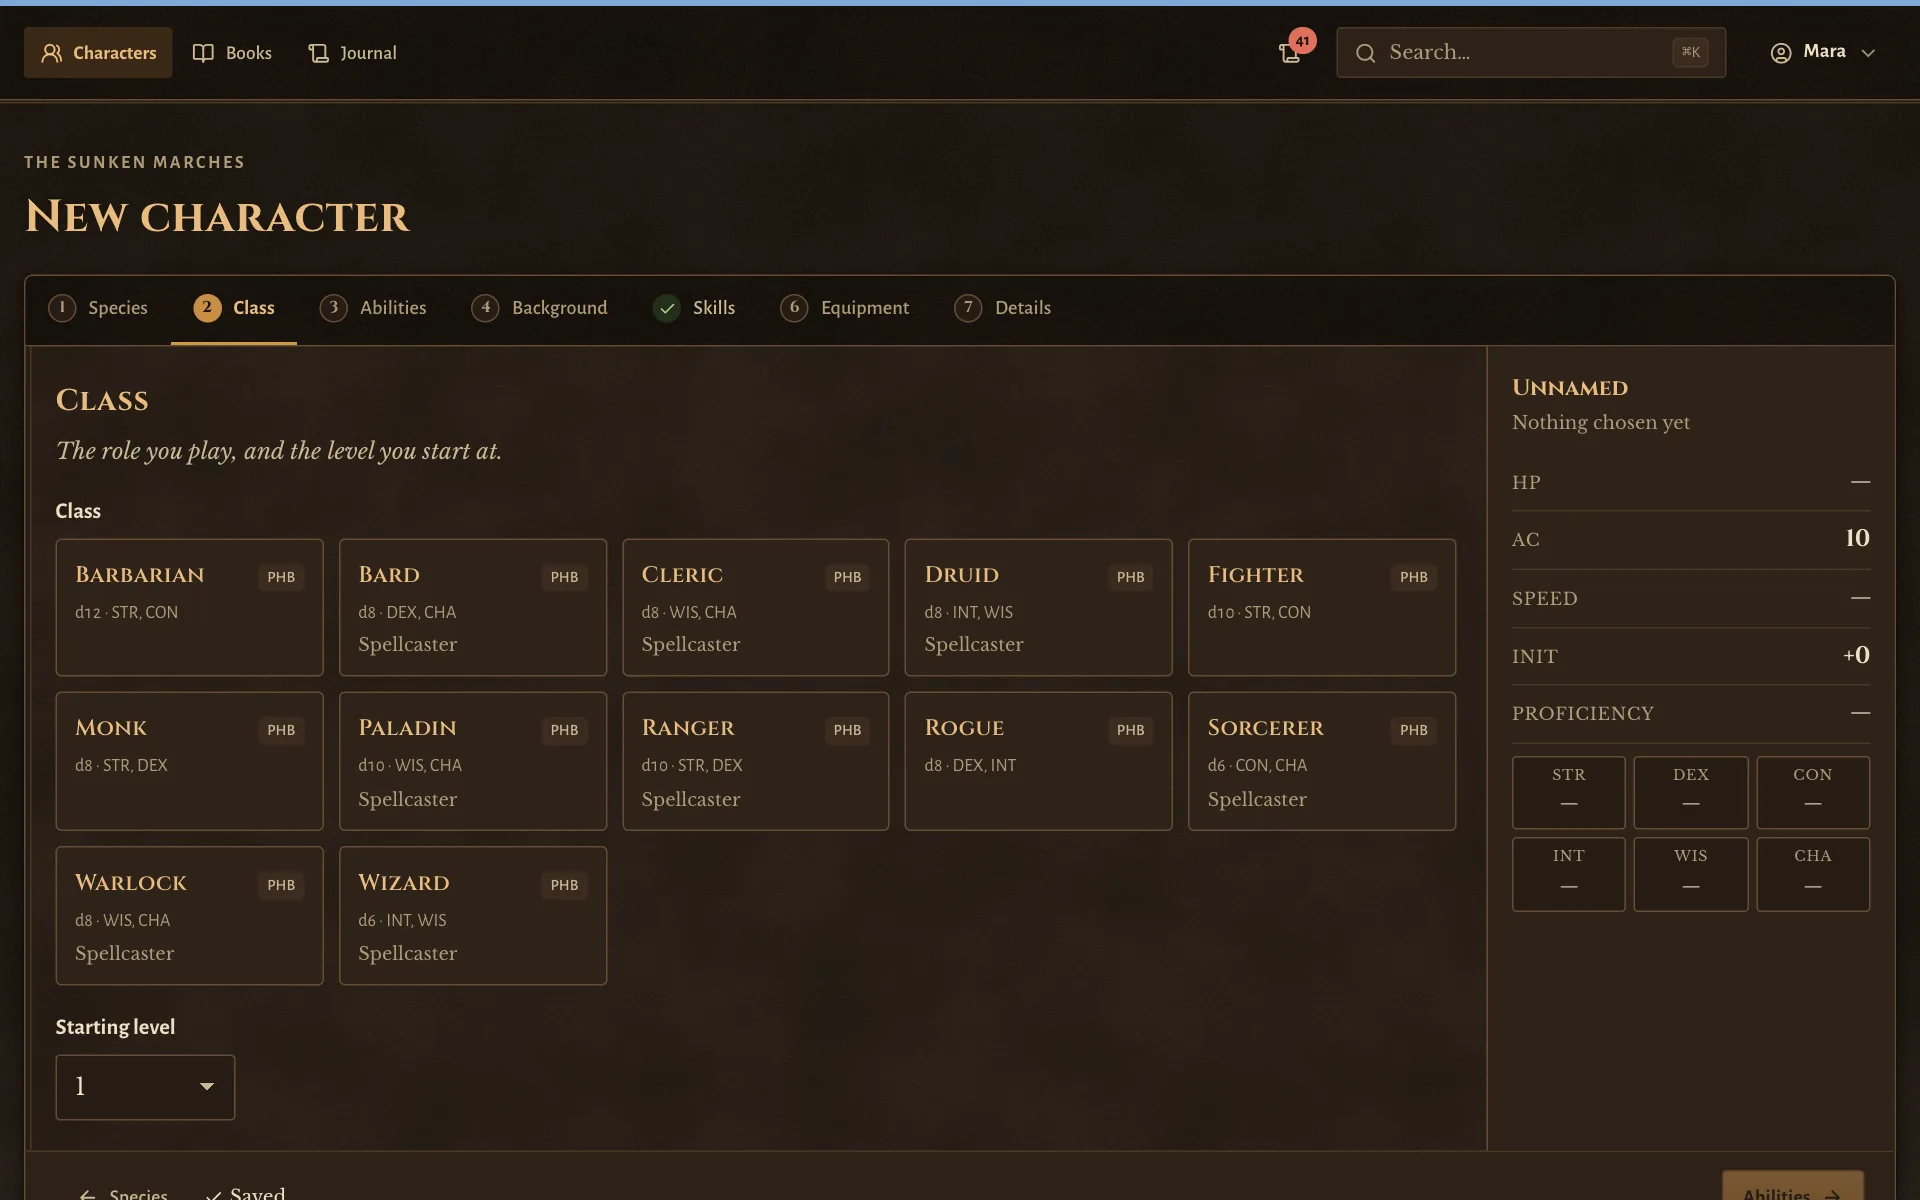 Characters
Books
Journal
41
Search...
⌘K
Mara
THE SUNKEN MARCHES
New character
1 Species
2 Class
3 Abilities
4 Background
Skills
6 Equipment
7 Details
Class
The role you play, and the level you start at.
Class
Barbarian PHB
d12 · STR, CON
Bard PHB
d8 · DEX, CHA
Spellcaster
Cleric PHB
d8 · WIS, CHA
Spellcaster
Druid PHB
d8 · INT, WIS
Spellcaster
Fighter PHB
d10 · STR, CON
Monk PHB
d8 · STR, DEX
Paladin PHB
d10 · WIS, CHA
Spellcaster
Ranger PHB
d10 · STR, DEX
Spellcaster
Rogue PHB
d8 · DEX, INT
Sorcerer PHB
d6 · CON, CHA
Spellcaster
Warlock PHB
d8 · WIS, CHA
Spellcaster
Wizard PHB
d6 · INT, WIS
Spellcaster
Starting level
1
Unnamed
Nothing chosen yet
HP —
AC 10
SPEED —
INIT +0
PROFICIENCY —
STR
—
DEX
—
CON
—
INT
—
WIS
—
CHA
—
← Species
Saved
Abilities →